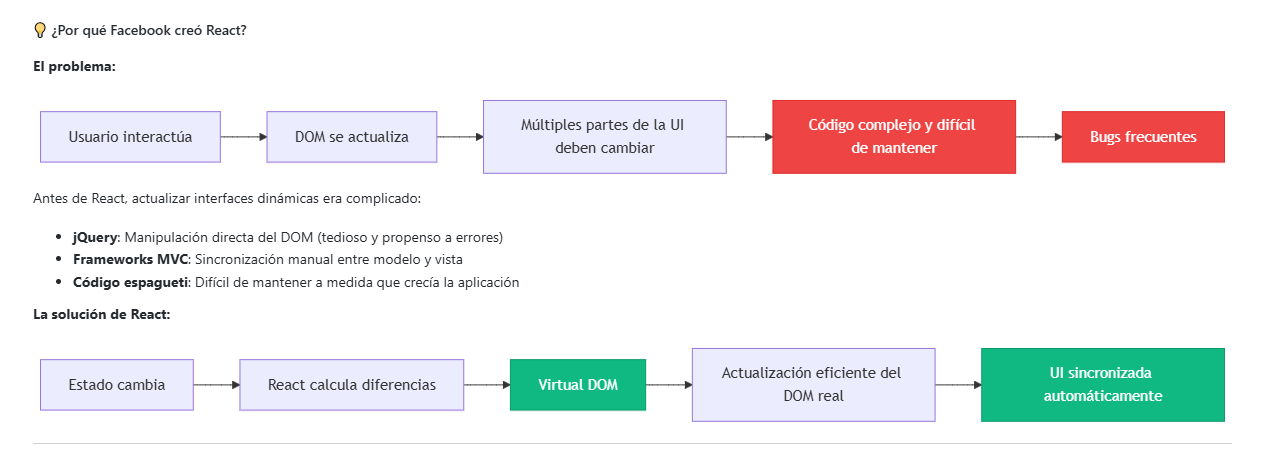 💡 ¿Por qué Facebook creó React?
El problema:
Usuario interactúa
DOM se actualiza
Múltiples partes de la UI
deben cambiar
Código complejo y difícil
de mantener
Bugs frecuentes
Antes de React, actualizar interfaces dinámicas era complicado:
• jQuery: Manipulación directa del DOM (tedioso y propenso a errores)
• Frameworks MVC: Sincronización manual entre modelo y vista
• Código espagueti: Difícil de mantener a medida que crecía la aplicación
La solución de React:
Estado cambia
React calcula diferencias
Virtual DOM
Actualización eficiente del
DOM real
UI sincronizada
automáticamente